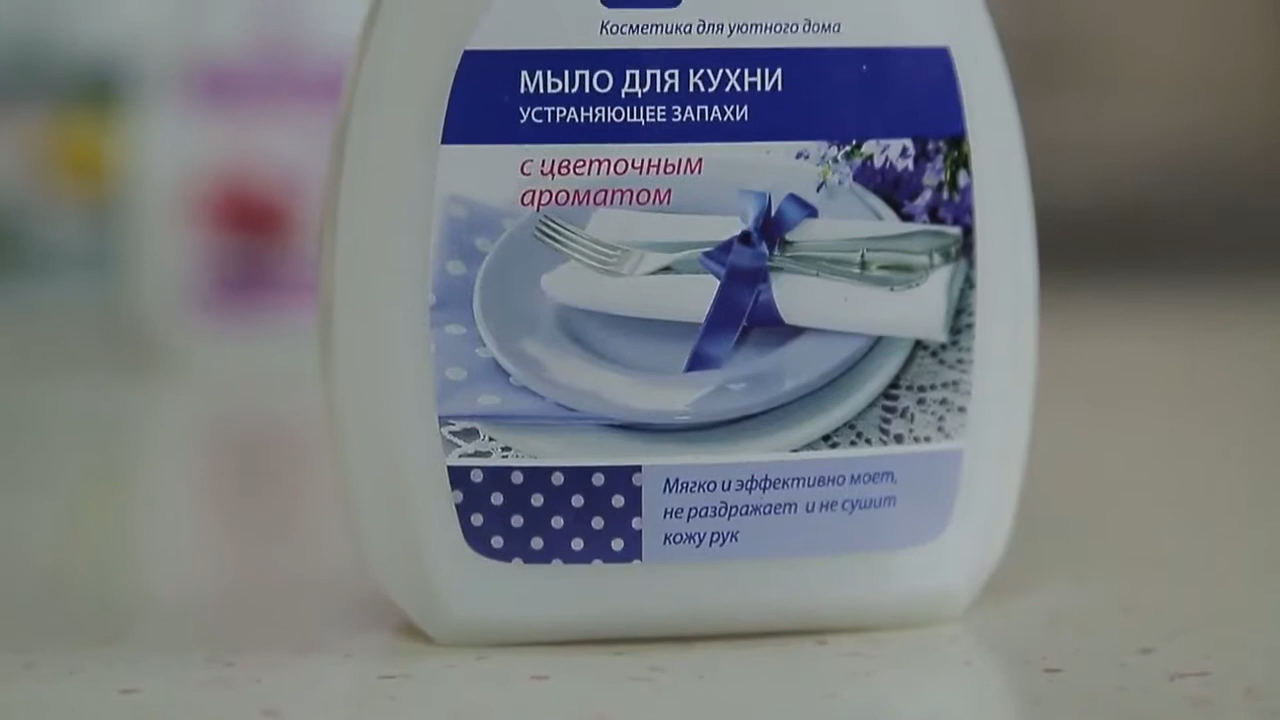 Косметика для уютного дома
МЫЛО ДЛЯ КУХНИ
УСТРАНЯЮЩЕЕ ЗАПАХИ
с цветочным
ароматом
Мягко и эффективно моет,
не раздражает и не сушит
кожу рук